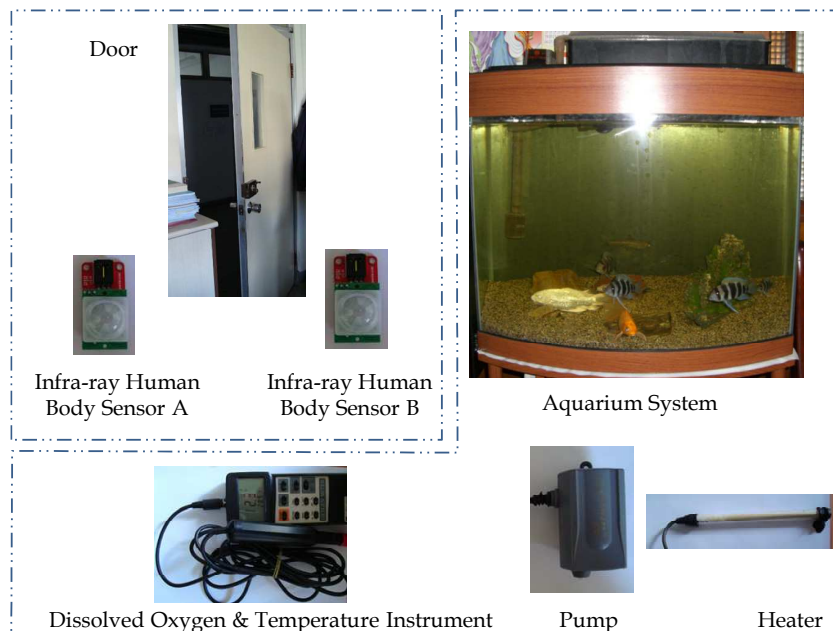 Door
Infra-ray Human
Body Sensor A
Infra-ray Human
Body Sensor B
Aquarium System
Dissolved Oxygen & Temperature Instrument
Pump
Heater